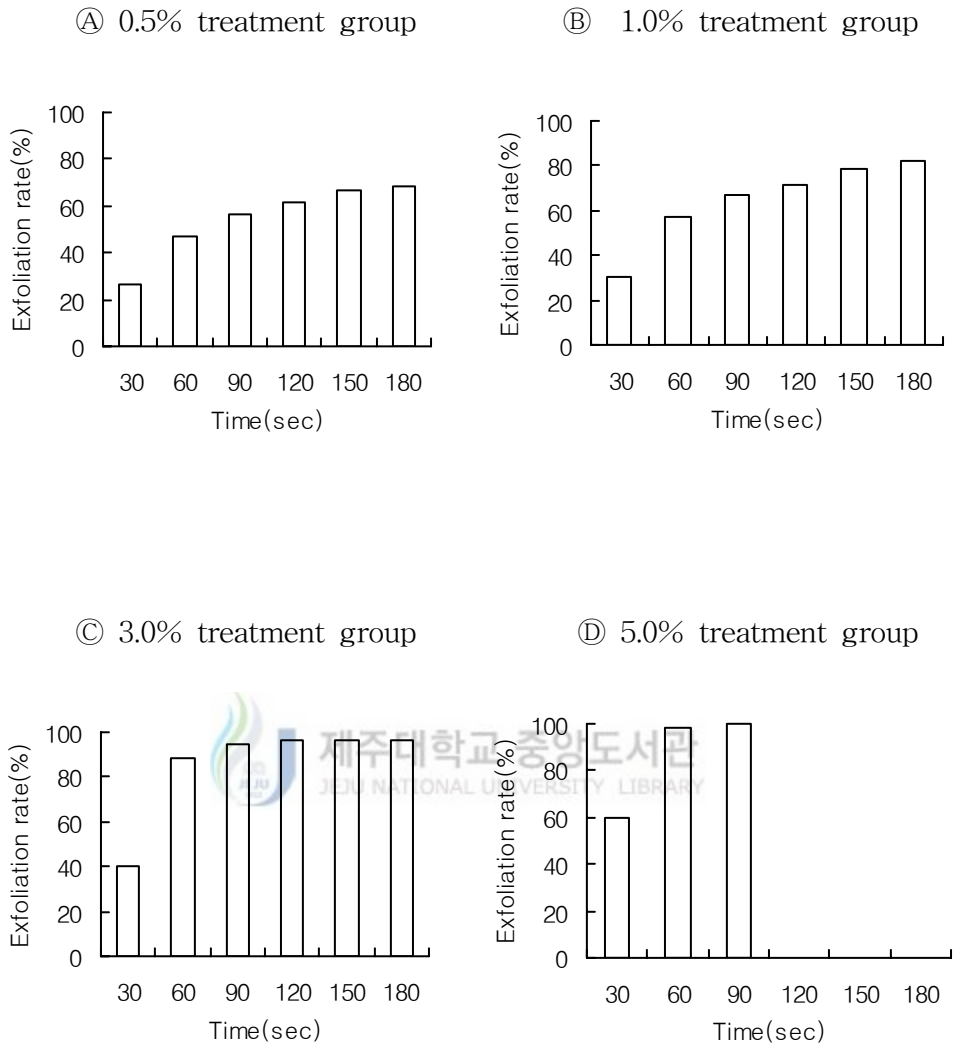 Ⓐ 0.5% treatment group
Exfoliation rate(%)
100
80
60
40
20
0
30 60 90 120 150 180
Time(sec)
Ⓑ 1.0% treatment group
Exfoliation rate(%)
100
80
60
40
20
0
30 60 90 120 150 180
Time(sec)
Ⓒ 3.0% treatment group
Exfoliation rate(%)
100
80
60
40
20
0
30 60 90 120 150 180
Time(sec)
Ⓓ 5.0% treatment group
Exfoliation rate(%)
100
80
60
40
20
0
30 60 90 120 150 180
Time(sec)
제주대학교 중앙도서관
JEJU NATIONAL UNIVERSITY LIBRARY